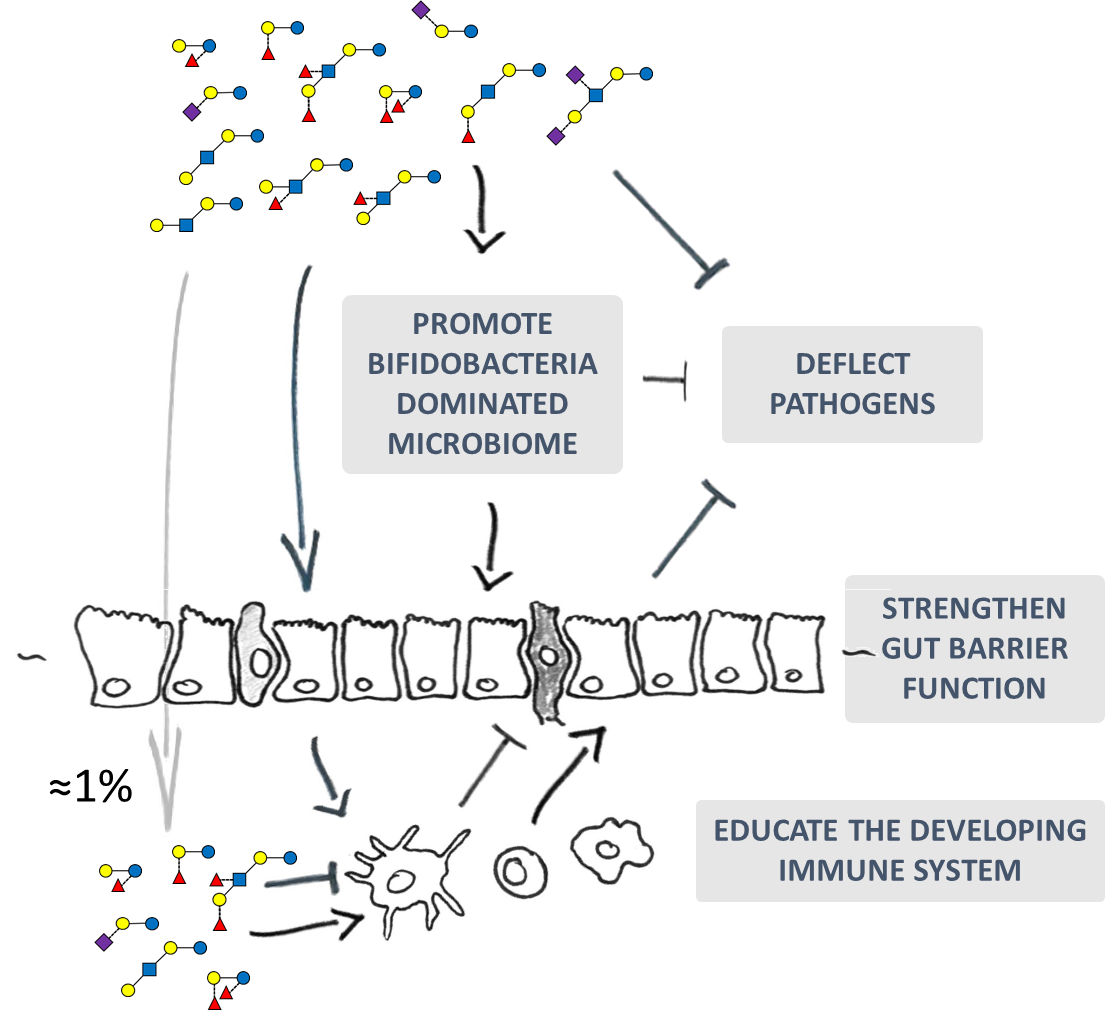 PROMOTE
BIFIDOBACTERIA
DOMINATED
MICROBIOME
DEFLECT
PATHOGENS
STRENGTHEN
GUT BARRIER
FUNCTION
≈1%
EDUCATE THE DEVELOPING
IMMUNE SYSTEM